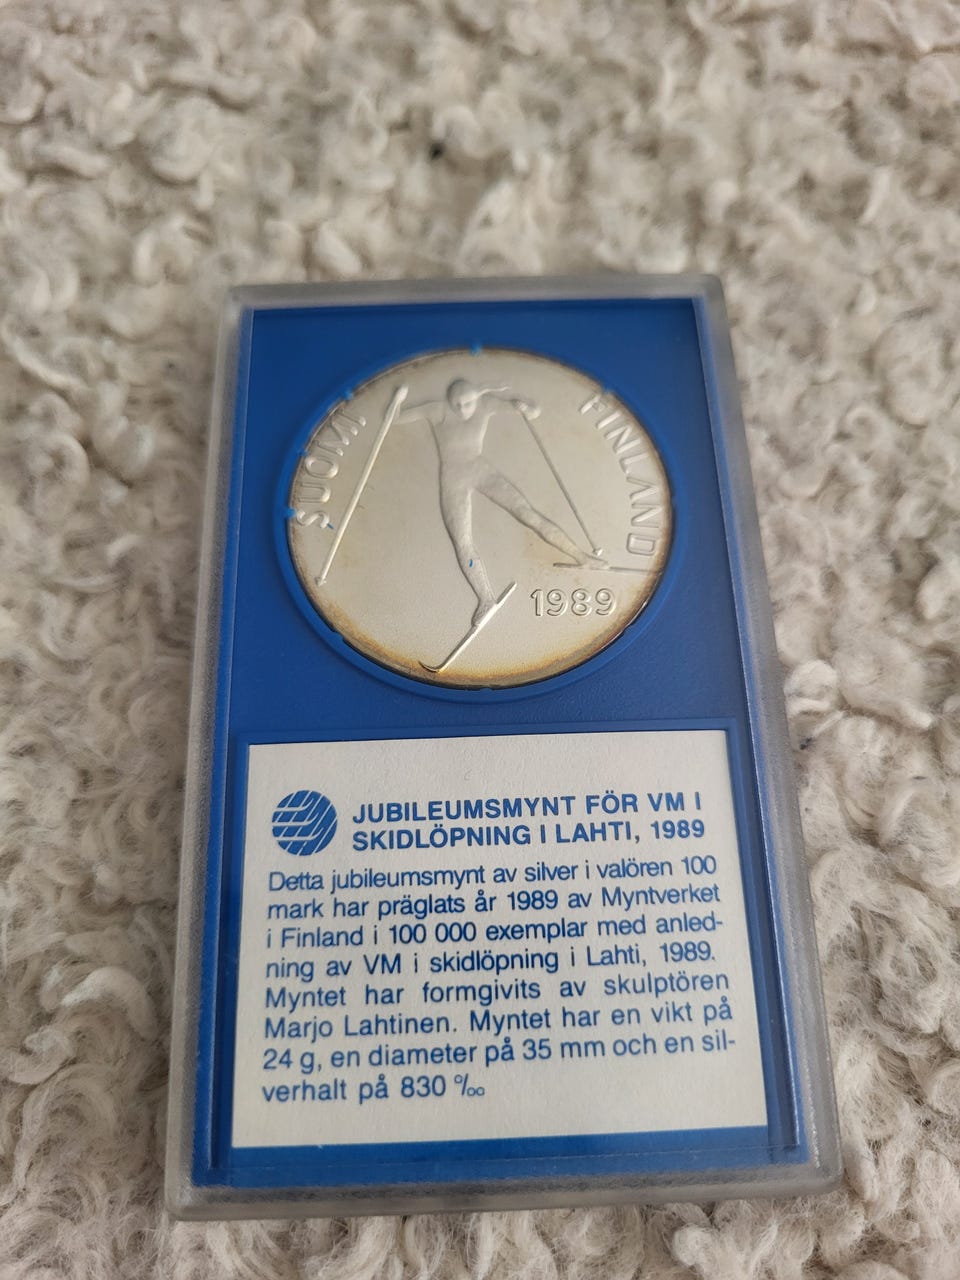 SUOMI
FINLAND
1989
JUBILEUMSMYNT FÖR VM I
SKIDLÖPNING I LAHTI, 1989
Detta jubileumsmynt av silver i valören 100
mark har präglats år 1989 av Myntverket
i Finland i 100 000 exemplar med anled-
ning av VM i skidlöpning i Lahti, 1989.
Myntet har formgivits av skulptören
Marjo Lahtinen. Myntet har en vikt på
24 g, en diameter på 35 mm och en sil-
verhalt på 830 ‰